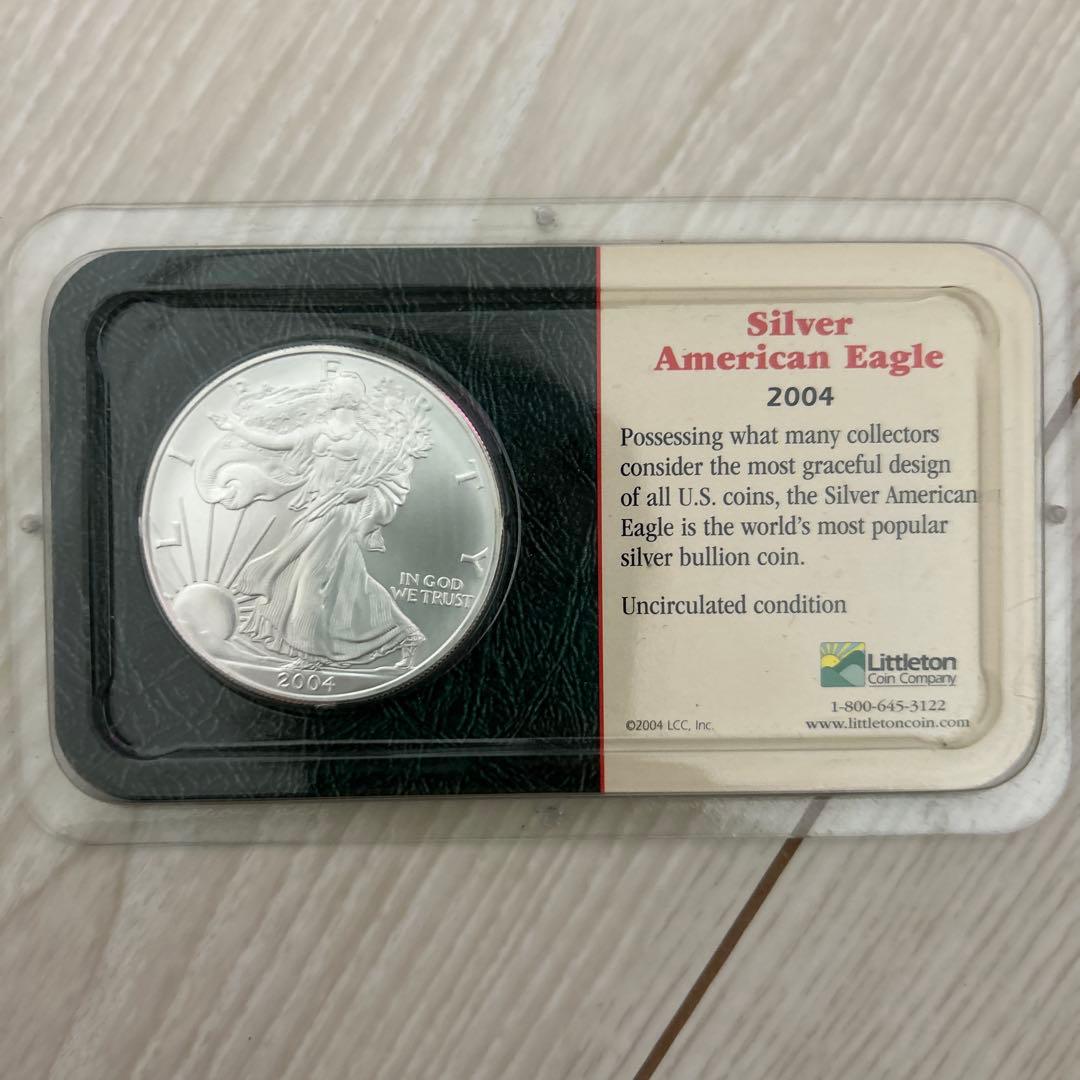 LIBERTY
IN GOD
WE TRUST
2004
Silver
American Eagle
2004
Possessing what many collectors
consider the most graceful design
of all U.S. coins, the Silver American
Eagle is the world's most popular
silver bullion coin.
Uncirculated condition
Littleton
Coin Company
1-800-645-3122
©2004 LCC, Inc.
www.littletoncoin.com